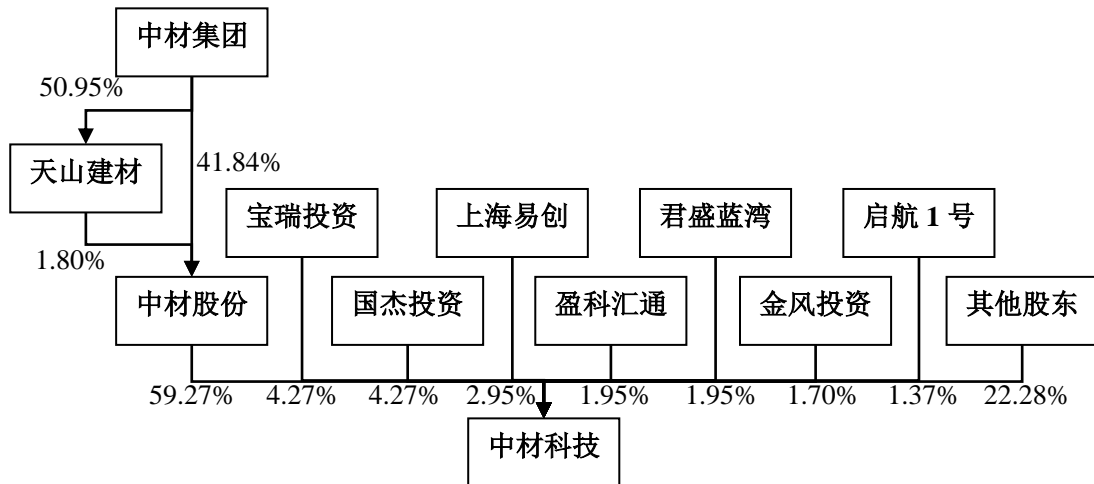 中材集团
50.95%
天山建材
41.84%
宝瑞投资
上海易创
君盛蓝湾
启航 1 号
1.80%
中材股份
国杰投资
盈科汇通
金风投资
其他股东
59.27%
4.27%
4.27%
2.95%
1.95%
1.95%
1.70%
1.37%
22.28%
中材科技